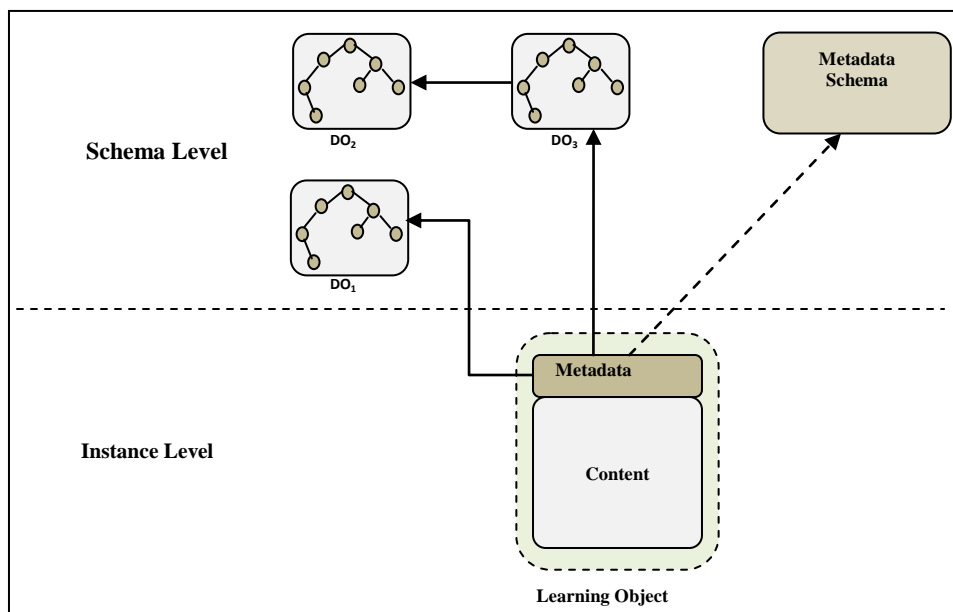 Metadata
Schema
DO₂
DO₃
Schema Level
DO₁
Metadata
Instance Level
Content
Learning Object